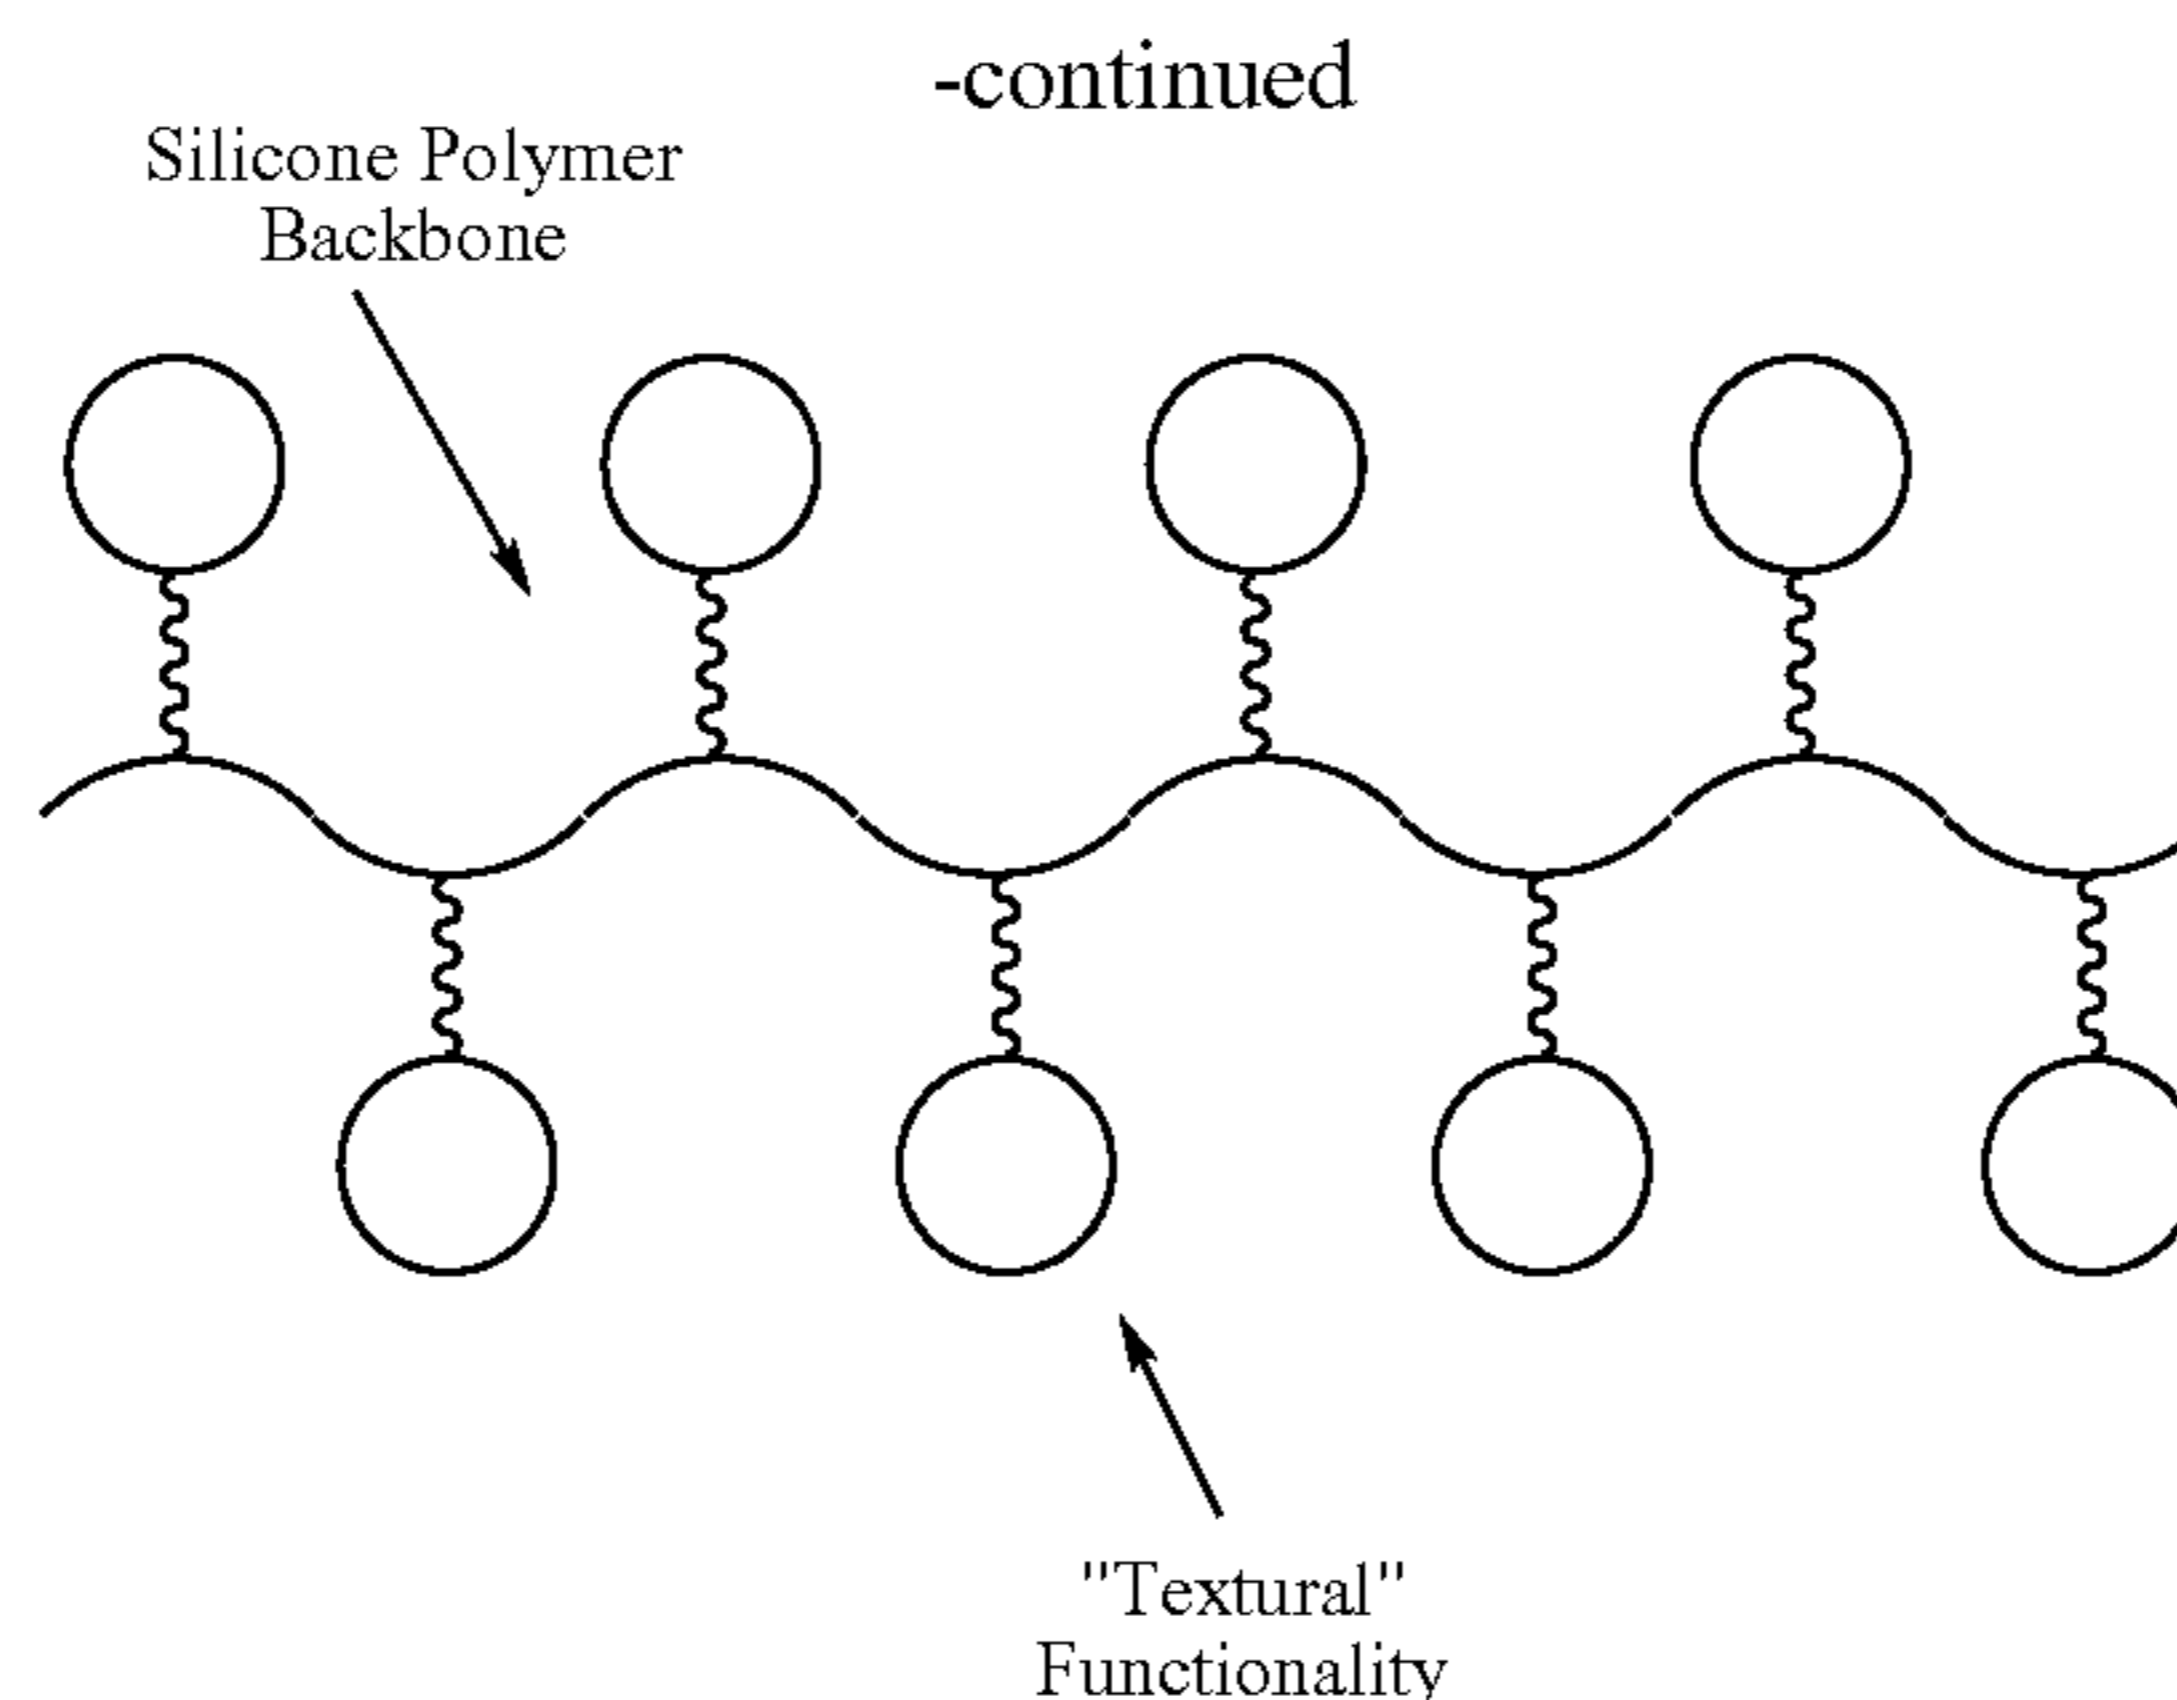 -continued
Silicone Polymer
Backbone
"Textural"
Functionality